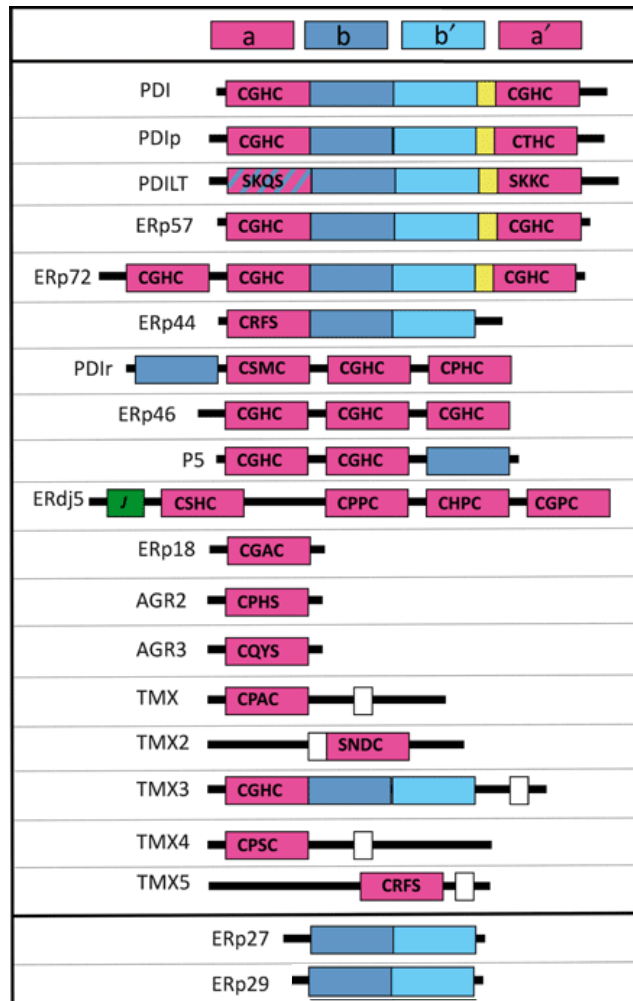 a b b′ a′
PDI CGHC CGHC
PDIp CGHC CTHC
PDILT SKQS SKKC
ERp57 CGHC CGHC
ERp72 CGHC CGHC CGHC
ERp44 CRFS
PDIr CSMC CGHC CPHC
ERp46 CGHC CGHC CGHC
P5 CGHC CGHC
ERdj5 J CSHC CPPC CHPC CGPC
ERp18 CGAC
AGR2 CPHS
AGR3 CQYS
TMX CPAC
TMX2 SNDC
TMX3 CGHC
TMX4 CPSC
TMX5 CRFS
ERp27
ERp29